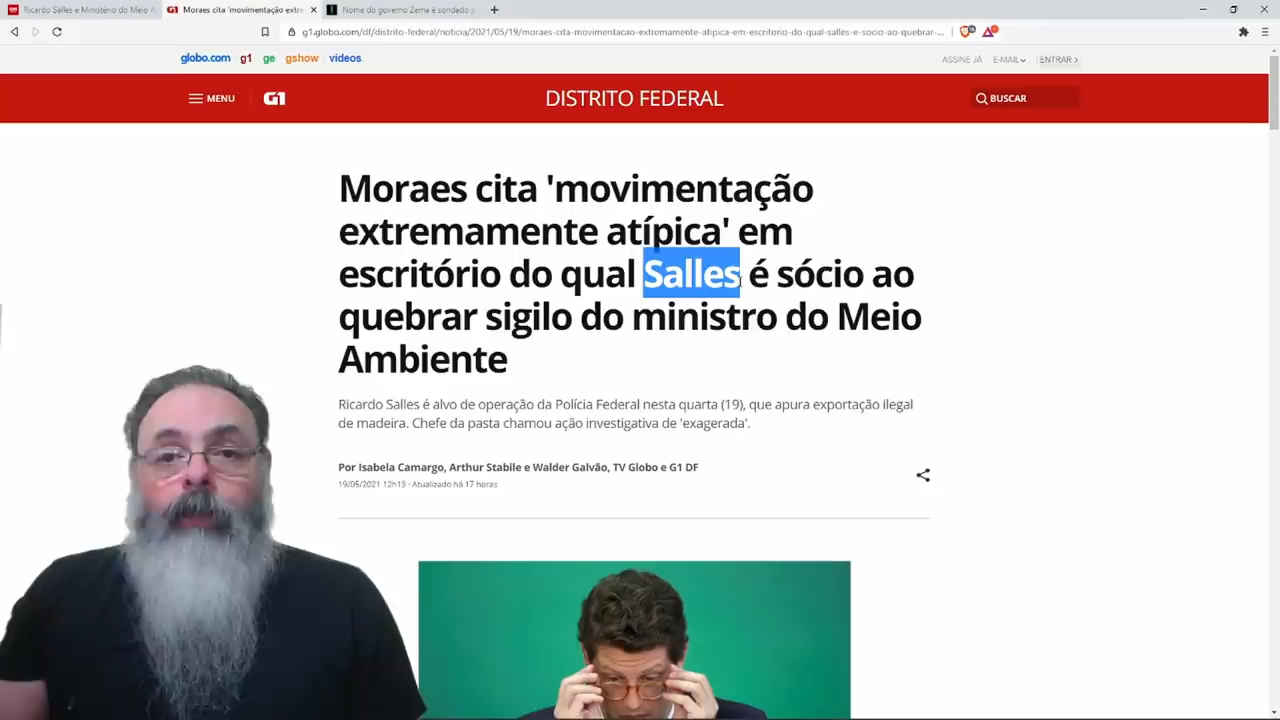 Ricardo Salles e Ministério do Meio A
G1 Moraes cita 'movimentação extre
Nome do governo Zema é sondado p
g1.globo.com/df/distrito-federal/noticia/2021/05/19/moraes-cita-movimentacao-extremamente-atipica-em-escritorio-do-qual-salles-e-socio-ao-quebrar-...
globo.com g1 ge gshow vídeos
ASSINE JÁ E-MAIL ENTRAR ›
MENU G1 DISTRITO FEDERAL BUSCAR
Moraes cita 'movimentação
extremamente atípica' em
escritório do qual Salles é sócio ao
quebrar sigilo do ministro do Meio
Ambiente
Ricardo Salles é alvo de operação da Polícia Federal nesta quarta (19), que apura exportação ilegal
de madeira. Chefe da pasta chamou ação investigativa de 'exagerada'.
Por Isabela Camargo, Arthur Stabile e Walder Galvão, TV Globo e G1 DF
19/05/2021 12h13 · Atualizado há 17 horas